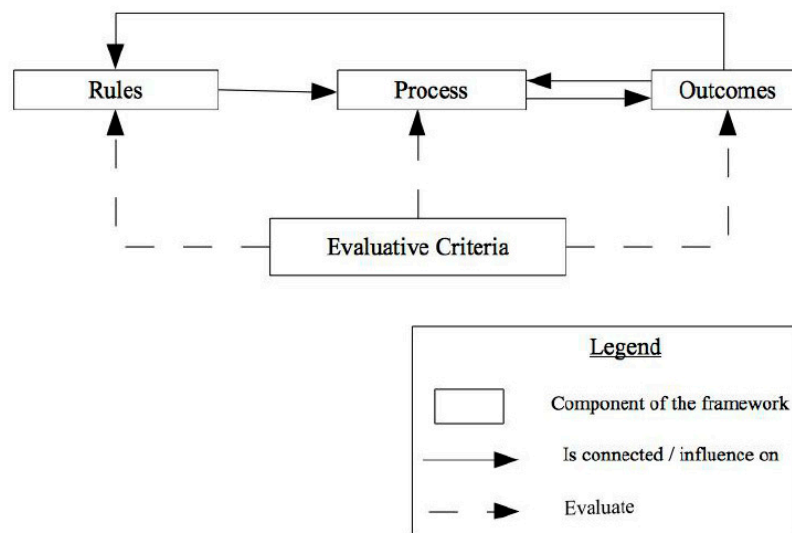 Rules
Process
Outcomes
Evaluative Criteria
Legend
Component of the framework
Is connected / influence on
Evaluate